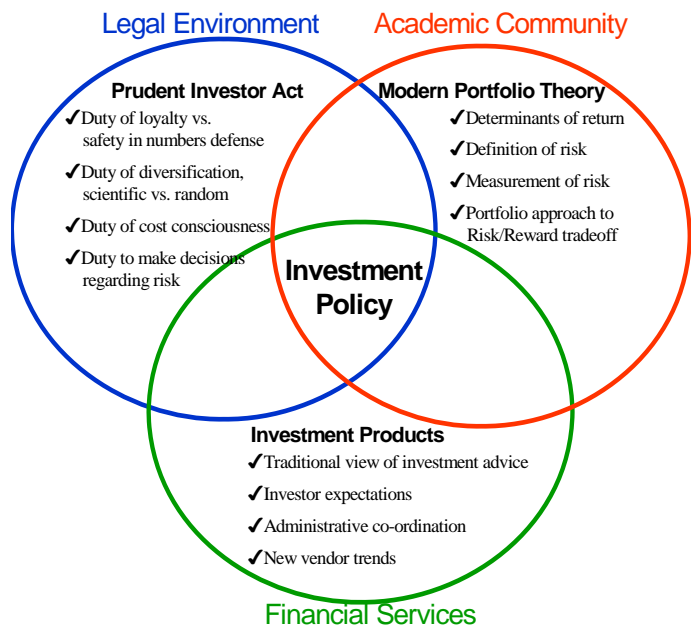 Legal Environment
Academic Community
Prudent Investor Act
✔Duty of loyalty vs.
safety in numbers defense
✔Duty of diversification,
scientific vs. random
✔Duty of cost consciousness
✔Duty to make decisions
regarding risk
Modern Portfolio Theory
✔Determinants of return
✔Definition of risk
✔Measurement of risk
✔Portfolio approach to
Risk/Reward tradeoff
Investment
Policy
Investment Products
✔Traditional view of investment advice
✔Investor expectations
✔Administrative co-ordination
✔New vendor trends
Financial Services